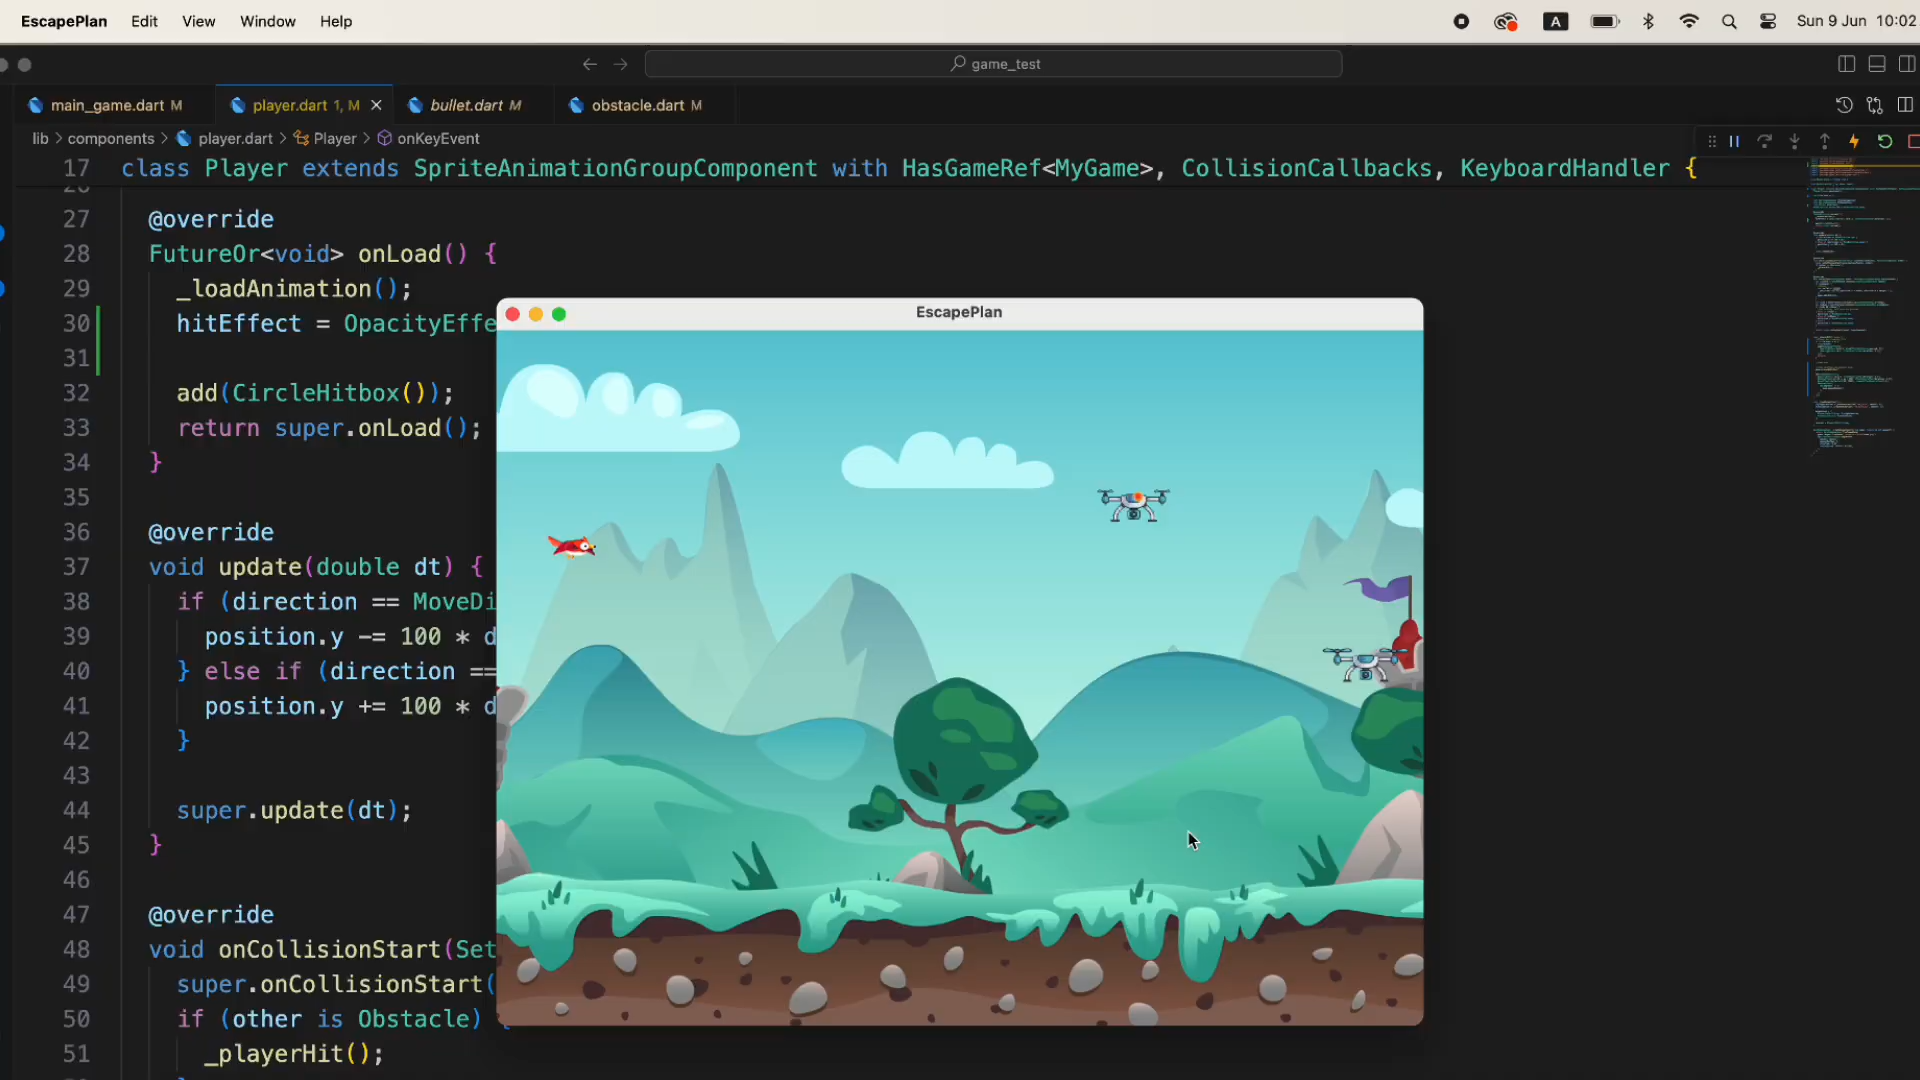 EscapePlan Edit View Window Help A Sun 9 Jun 10:02
game_test
main_game.dart M player.dart 1, M bullet.dart M obstacle.dart M
lib > components > player.dart > Player > onKeyEvent
17 class Player extends SpriteAnimationGroupComponent with HasGameRef<MyGame>, CollisionCallbacks, KeyboardHandler {
27 @override
28 FutureOr<void> onLoad() {
29 _loadAnimation();
30 hitEffect = OpacityEffe
31
32 add(CircleHitbox());
33 return super.onLoad();
34 }
35
36 @override
37 void update(double dt) {
38 if (direction == MoveDi
39 position.y -= 100 * d
40 } else if (direction ==
41 position.y += 100 * d
42 }
43
44 super.update(dt);
45 }
46
47 @override
48 void onCollisionStart(Set
49 super.onCollisionStart(
50 if (other is Obstacle) {
51 _playerHit();
EscapePlan